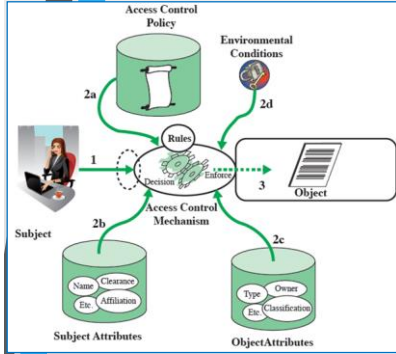 Access Control
Policy
Environmental
Conditions
2a
2d
Rules
1
Decision
Enforce
3
Object
Access Control
Mechanism
Subject
2b
2c
Name
Clearance
Etc.
Affiliation
Subject Attributes
Type
Owner
Etc.
Classification
ObjectAttributes